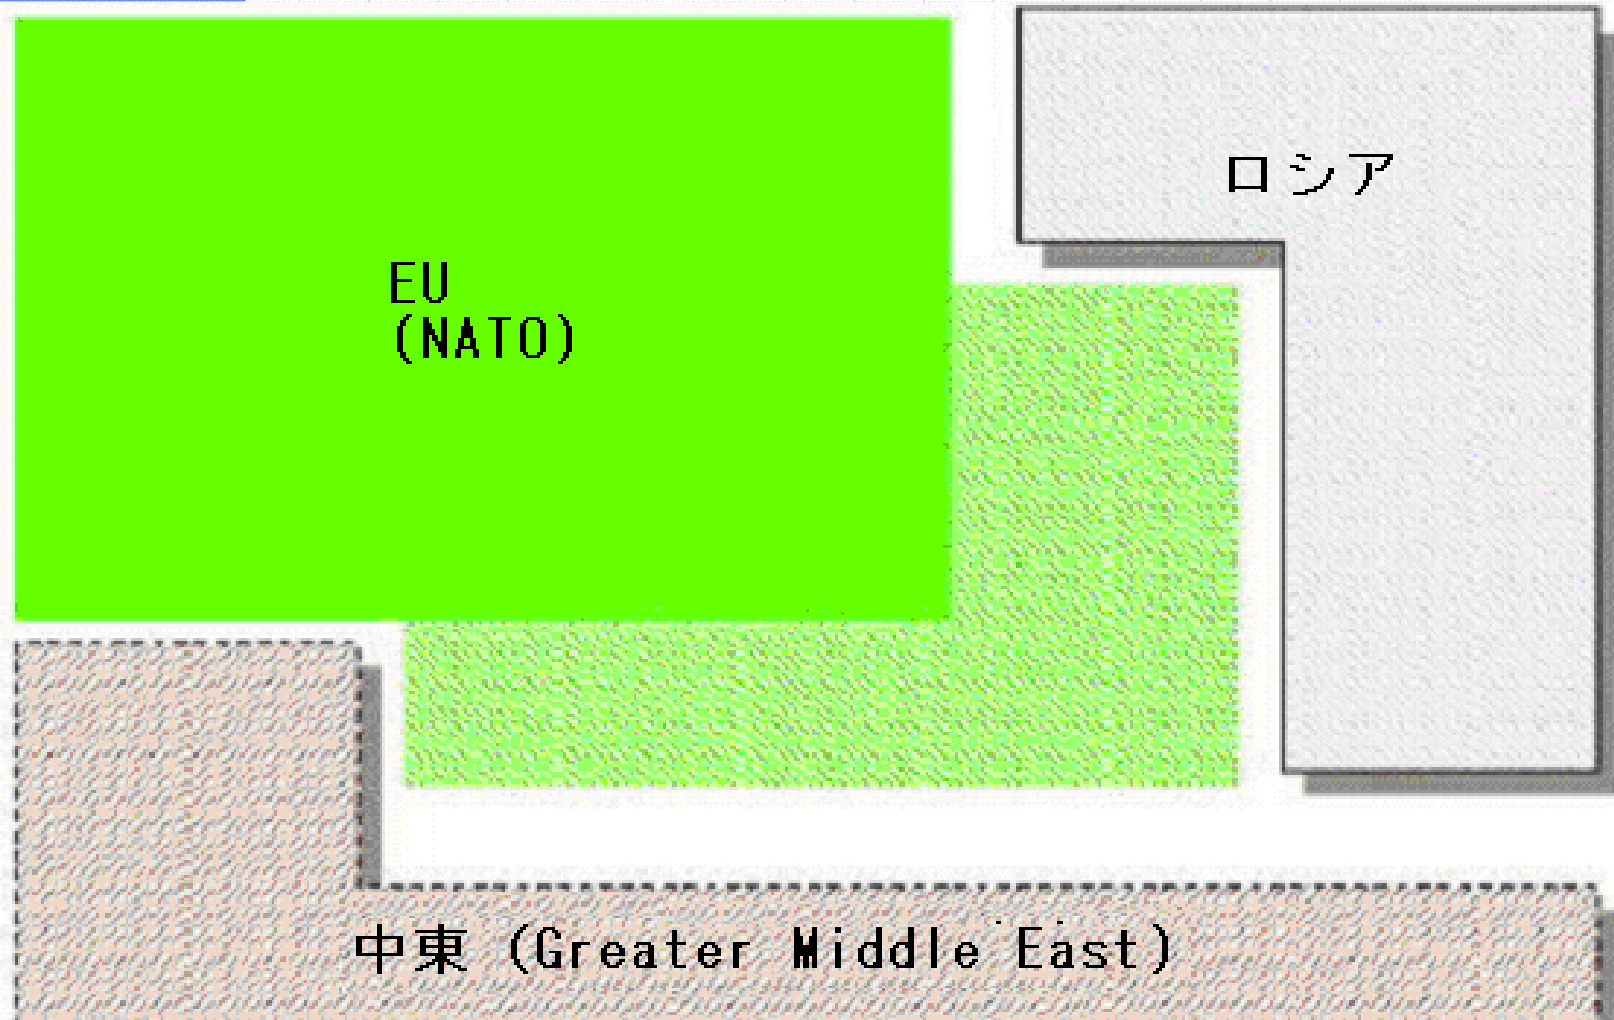 ロシア
EU
(NATO)
中東 (Greater Middle East)